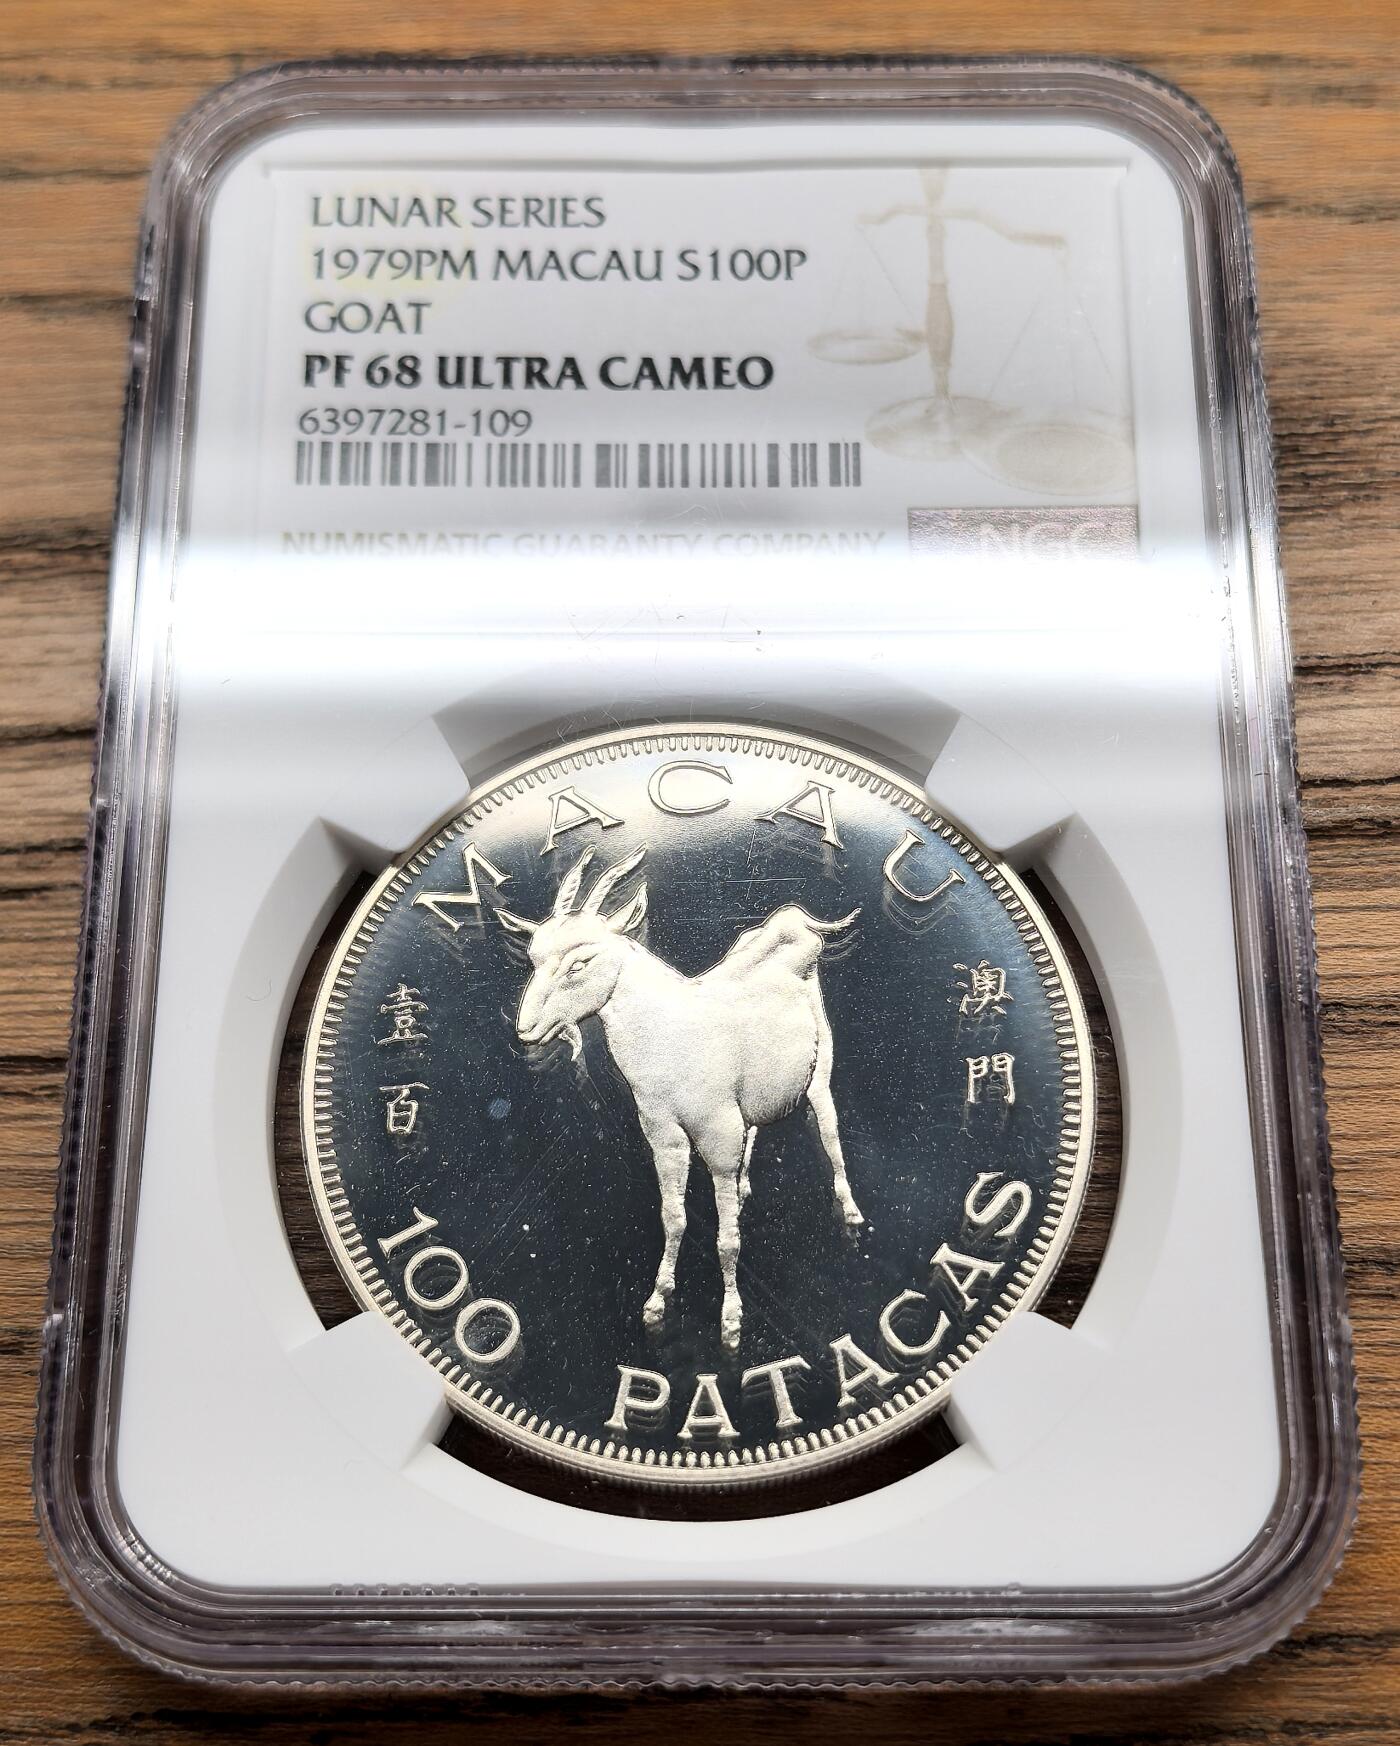 LUNAR SERIES
1979PM MACAU S100P
GOAT
PF 68 ULTRA CAMEO
6397281-109
NUMISMATIC GUARANTY COMPANY
NGC
MACAU
壹百
澳門
100 PATACAS